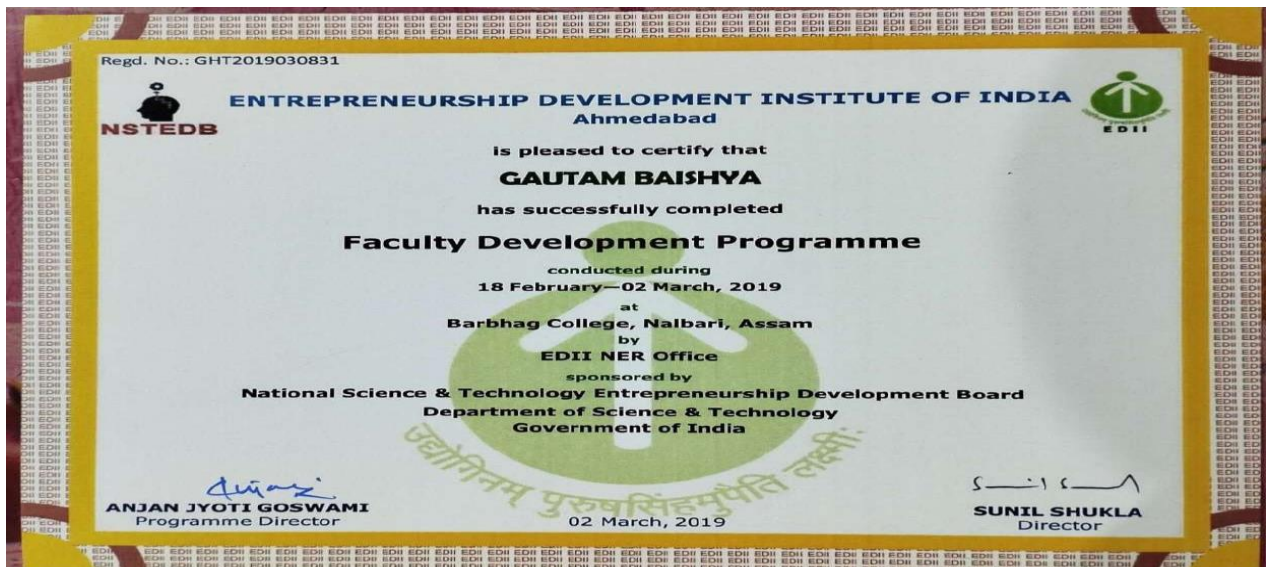 Regd. No.: GHT2019030831
NSTEDB
ENTREPRENEURSHIP DEVELOPMENT INSTITUTE OF INDIA
Ahmedabad
EDII
is pleased to certify that
GAUTAM BAISHYA
has successfully completed
Faculty Development Programme
conducted during
18 February—02 March, 2019
at
Barbhag College, Nalbari, Assam
by
EDII NER Office
sponsored by
National Science & Technology Entrepreneurship Development Board
Department of Science & Technology
Government of India
उद्योगिनम् पुरुषसिंहमुपैति लक्ष्मीः
ANJAN JYOTI GOSWAMI
Programme Director
02 March, 2019
SUNIL SHUKLA
Director